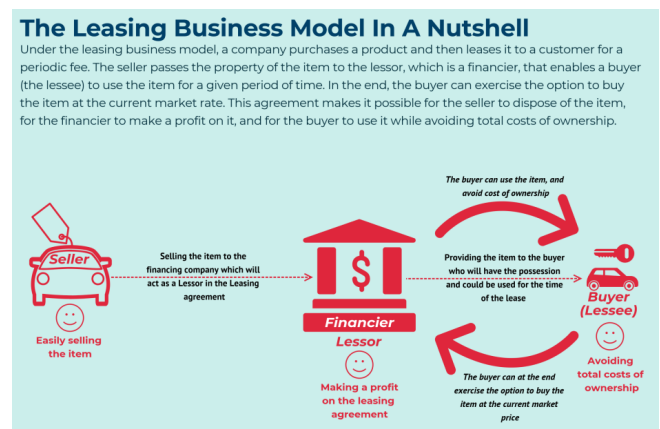 The Leasing Business Model In A Nutshell
Under the leasing business model, a company purchases a product and then leases it to a customer for a
periodic fee. The seller passes the property of the item to the lessor, which is a financier, that enables a buyer
(the lessee) to use the item for a given period of time. In the end, the buyer can exercise the option to buy
the item at the current market rate. This agreement makes it possible for the seller to dispose of the item,
for the financier to make a profit on it, and for the buyer to use it while avoiding total costs of ownership.
The buyer can use the item, and
avoid cost of ownership
Seller
Easily selling
the item
Selling the item to the
financing company which will
act as a Lessor in the Leasing
agreement
$
Financier
Lessor
Making a profit
on the leasing
agreement
Providing the item to the buyer
who will have the possession
and could be used for the time
of the lease
Buyer
(Lessee)
Avoiding
total costs of
ownership
The buyer can at the end
exercise the option to buy the
item at the current market
price